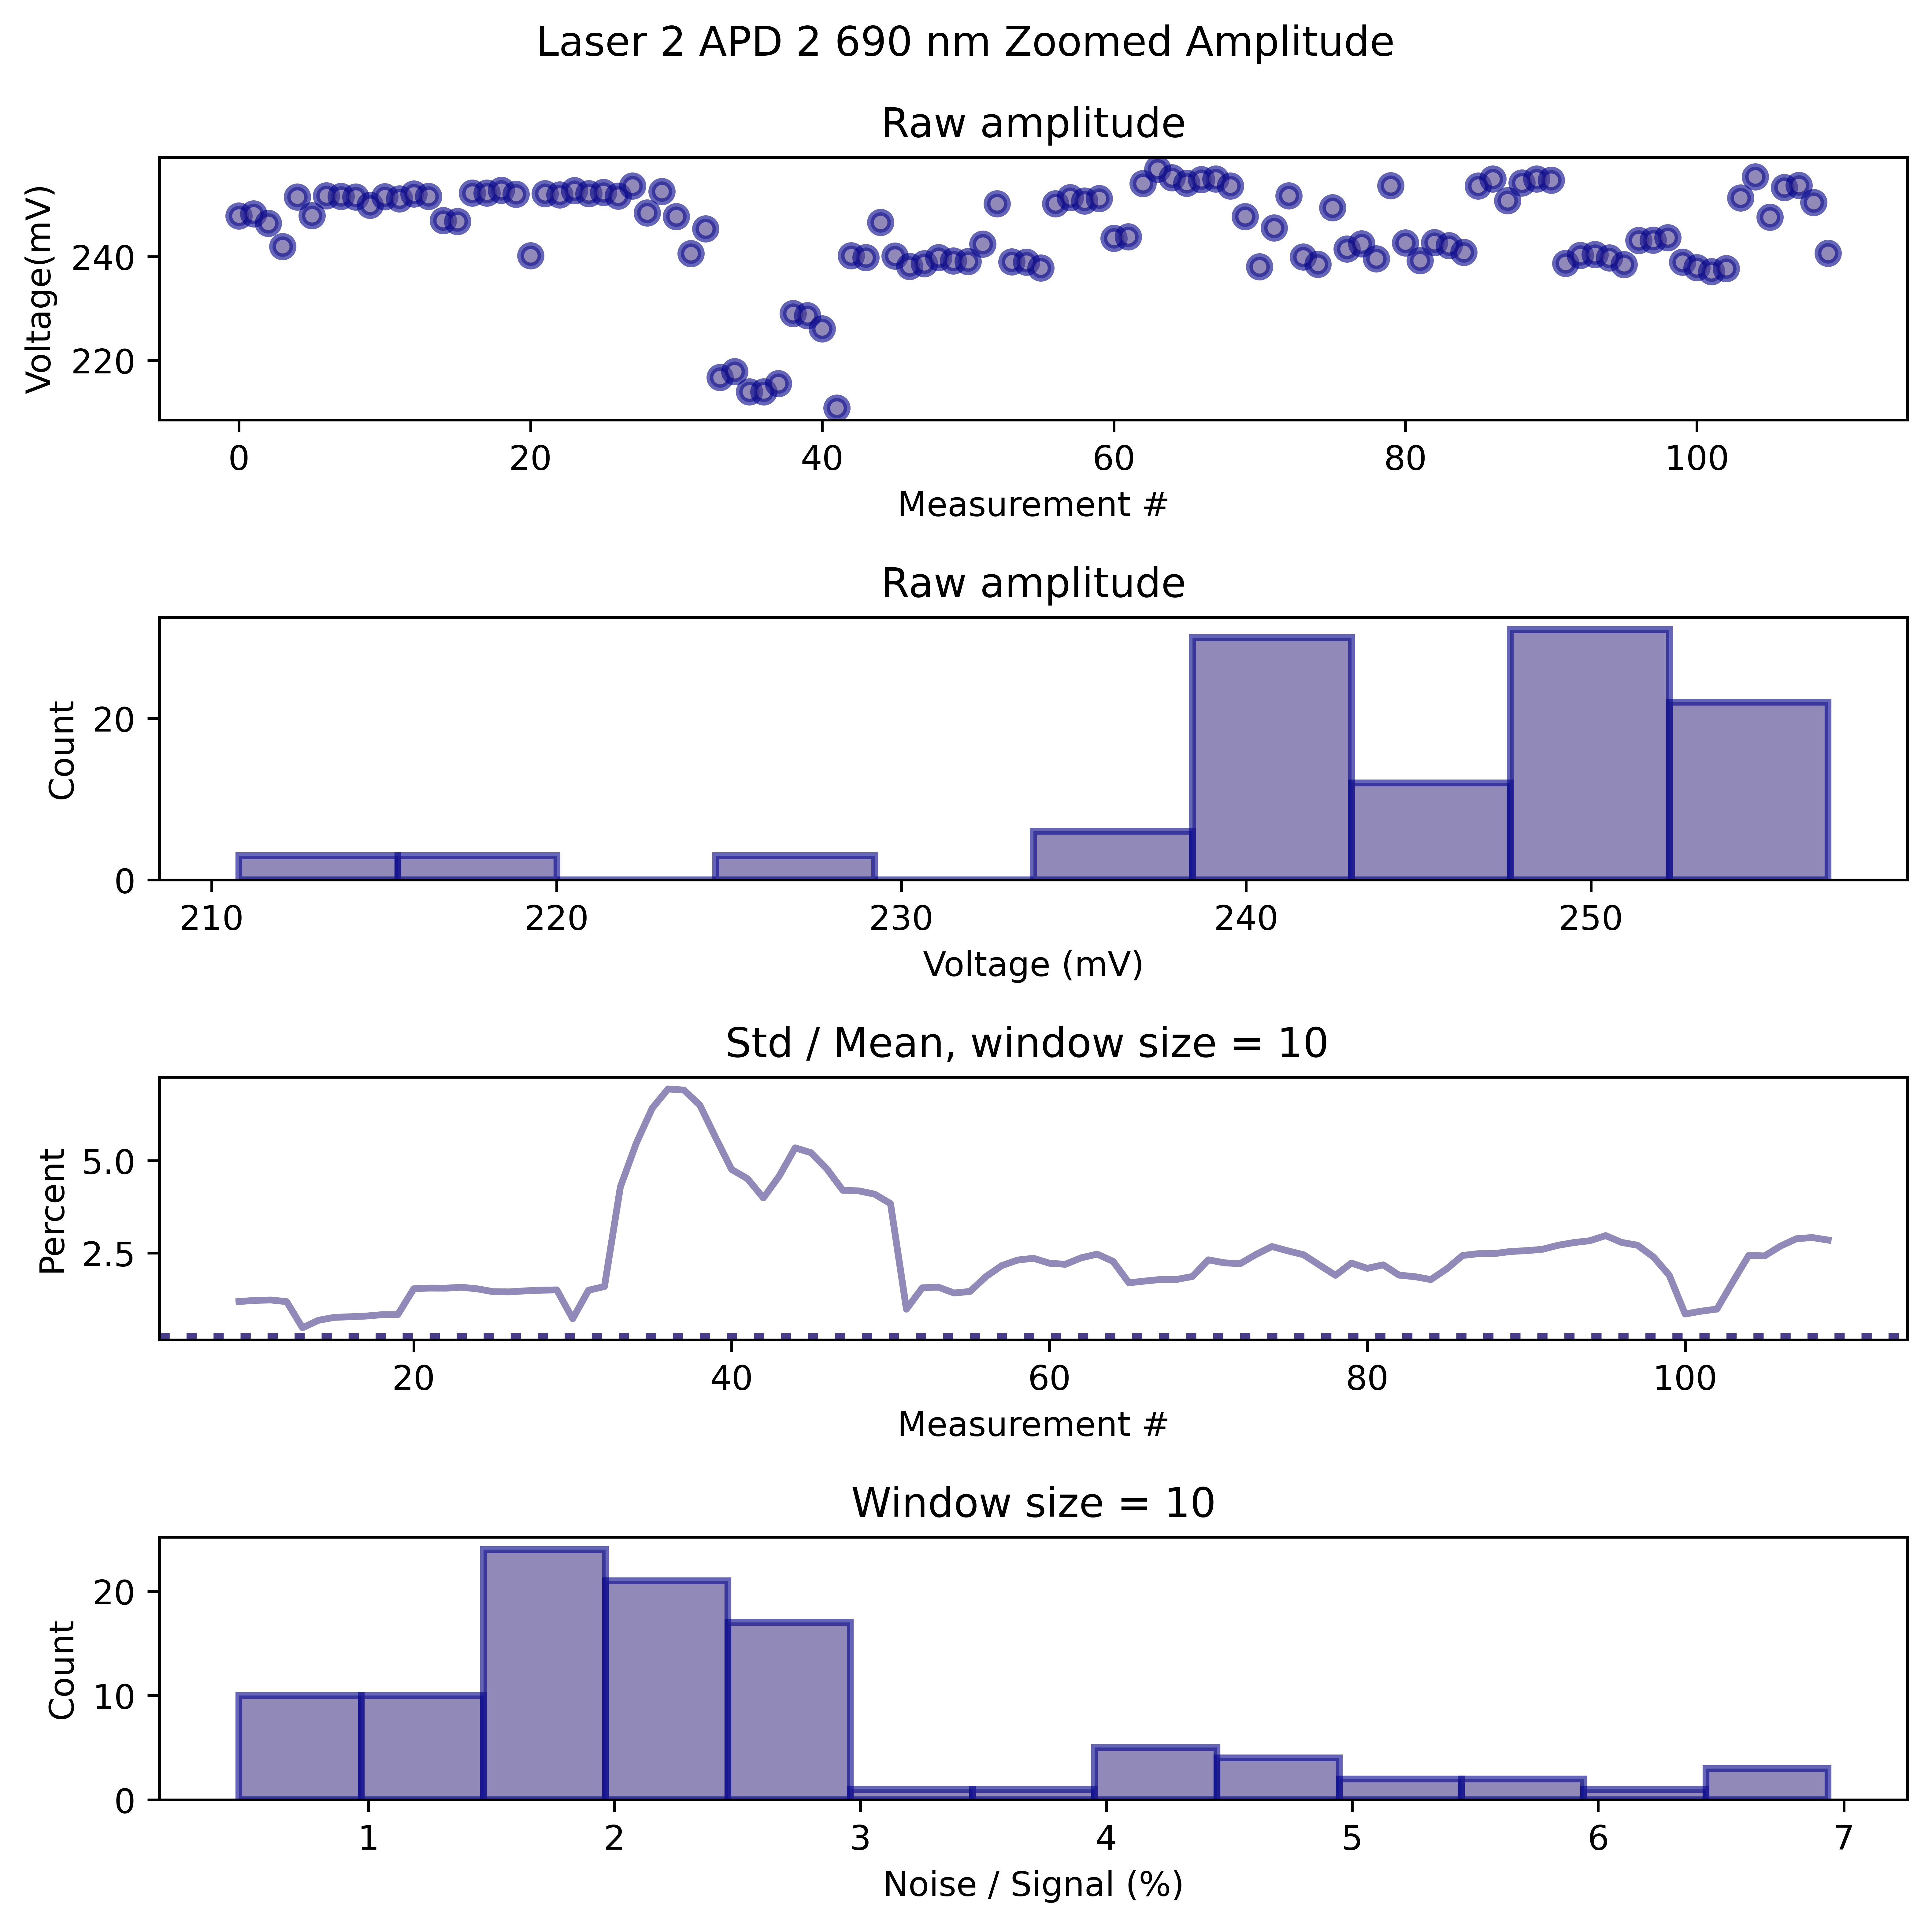 Laser 2 APD 2 690 nm Zoomed Amplitude
Raw amplitude
Voltage(mV)
240
220
0 20 40 60 80 100
Measurement #
Raw amplitude
Count
20
0
210 220 230 240 250
Voltage (mV)
Std / Mean, window size = 10
Percent
5.0
2.5
20 40 60 80 100
Measurement #
Window size = 10
Count
20
10
0
1 2 3 4 5 6 7
Noise / Signal (%)